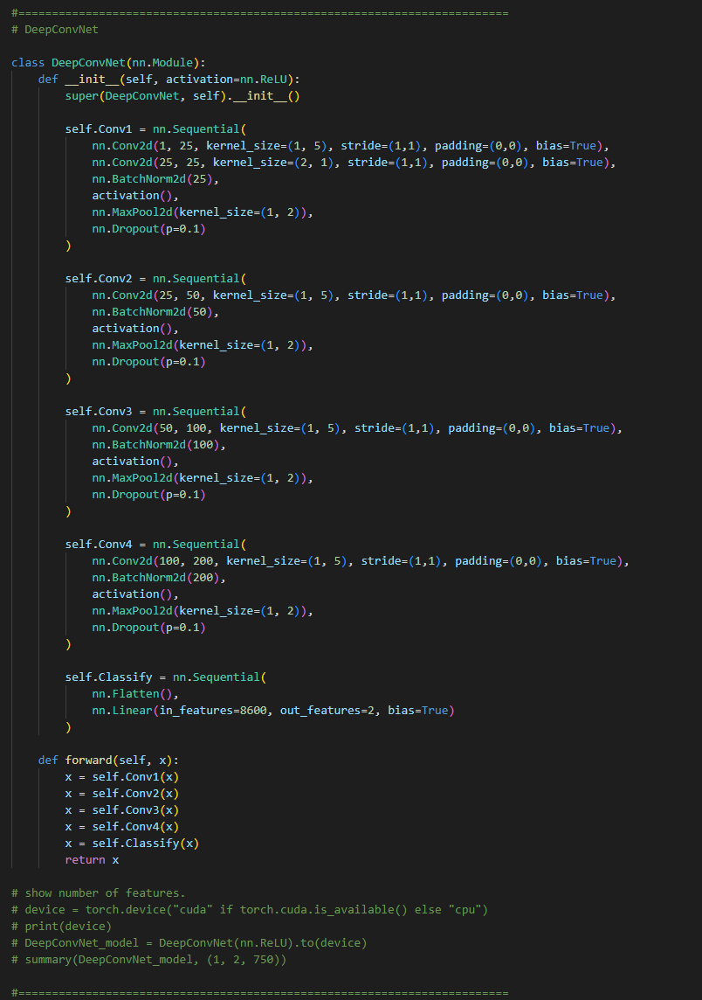 #=========================================================================
# DeepConvNet
class DeepConvNet(nn.Module):
    def __init__(self, activation=nn.ReLU):
        super(DeepConvNet, self).__init__()
        self.Conv1 = nn.Sequential(
            nn.Conv2d(1, 25, kernel_size=(1, 5), stride=(1,1), padding=(0,0), bias=True),
            nn.Conv2d(25, 25, kernel_size=(2, 1), stride=(1,1), padding=(0,0), bias=True),
            nn.BatchNorm2d(25),
            activation(),
            nn.MaxPool2d(kernel_size=(1, 2)),
            nn.Dropout(p=0.1)
        )
        self.Conv2 = nn.Sequential(
            nn.Conv2d(25, 50, kernel_size=(1, 5), stride=(1,1), padding=(0,0), bias=True),
            nn.BatchNorm2d(50),
            activation(),
            nn.MaxPool2d(kernel_size=(1, 2)),
            nn.Dropout(p=0.1)
        )
        self.Conv3 = nn.Sequential(
            nn.Conv2d(50, 100, kernel_size=(1, 5), stride=(1,1), padding=(0,0), bias=True),
            nn.BatchNorm2d(100),
            activation(),
            nn.MaxPool2d(kernel_size=(1, 2)),
            nn.Dropout(p=0.1)
        )
        self.Conv4 = nn.Sequential(
            nn.Conv2d(100, 200, kernel_size=(1, 5), stride=(1,1), padding=(0,0), bias=True),
            nn.BatchNorm2d(200),
            activation(),
            nn.MaxPool2d(kernel_size=(1, 2)),
            nn.Dropout(p=0.1)
        )
        self.Classify = nn.Sequential(
            nn.Flatten(),
            nn.Linear(in_features=8600, out_features=2, bias=True)
        )
    def forward(self, x):
        x = self.Conv1(x)
        x = self.Conv2(x)
        x = self.Conv3(x)
        x = self.Conv4(x)
        x = self.Classify(x)
        return x
# show number of features.
# device = torch.device("cuda" if torch.cuda.is_available() else "cpu")
# print(device)
# DeepConvNet_model = DeepConvNet(nn.ReLU).to(device)
# summary(DeepConvNet_model, (1, 2, 750))
#=========================================================================